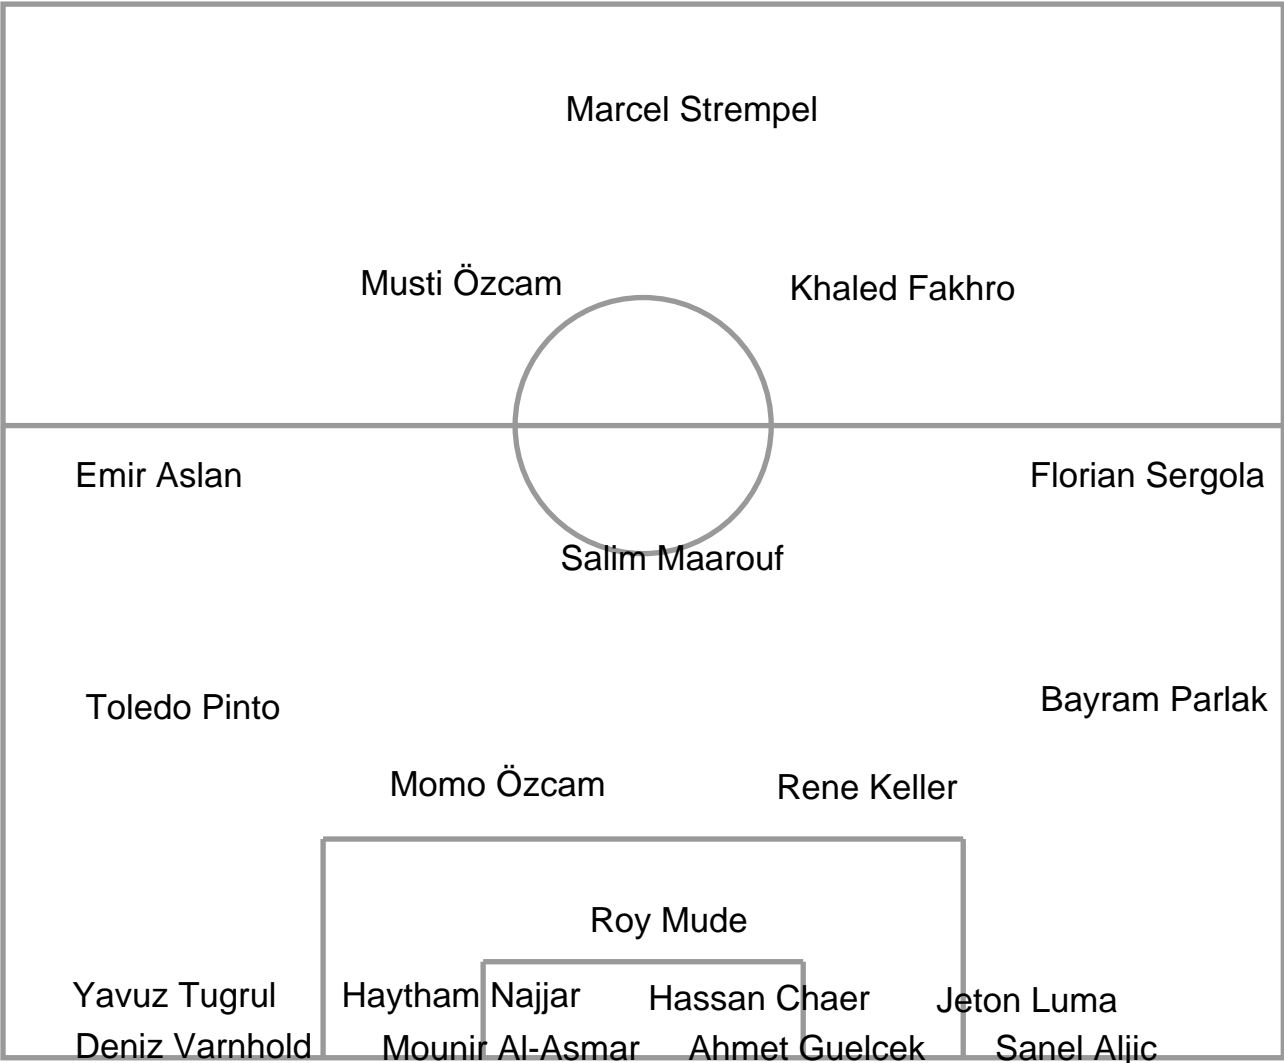 Marcel Strempel
Musti Özcam
Khaled Fakhro
Emir Aslan
Florian Sergola
Salim Maarouf
Toledo Pinto
Bayram Parlak
Momo Özcam
Rene Keller
Roy Mude
Yavuz Tugrul
Haytham Najjar
Hassan Chaer
Jeton Luma
Deniz Varnhold
Mounir Al-Asmar
Ahmet Guelcek
Sanel Aljic